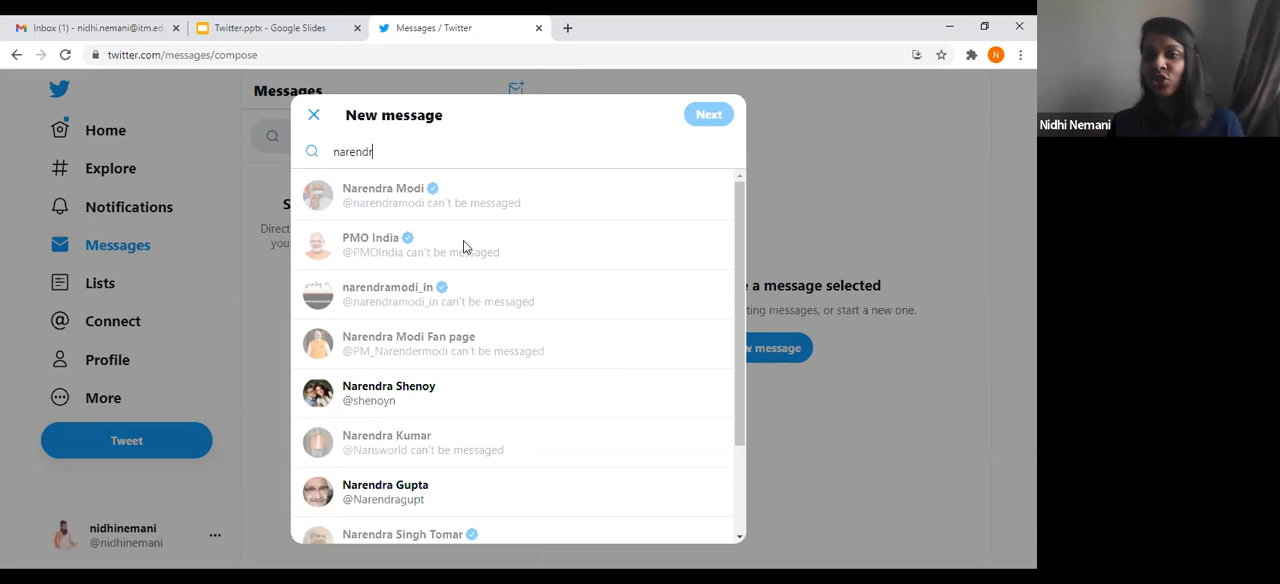 Inbox (1) - nidhi.nemani@itm.ed
Twitter.pptx - Google Slides
Messages / Twitter
twitter.com/messages/compose
N
Home
Explore
Notifications
Messages
Lists
Connect
Profile
More
Tweet
nidhinemani
@nidhinemani
Messages
S
Direct
you
New message
Next
narendr
Narendra Modi
@narendramodi can't be messaged
PMO India
@PMOIndia can't be messaged
narendramodi_in
@narendramodi_in can't be messaged
Narendra Modi Fan page
@PM_Narendermodi can't be messaged
Narendra Shenoy
@shenoyn
Narendra Kumar
@Narisworld can't be messaged
Narendra Gupta
@Narendragupt
Narendra Singh Tomar
e a message selected
ting messages, or start a new one.
w message
Nidhi Nemani